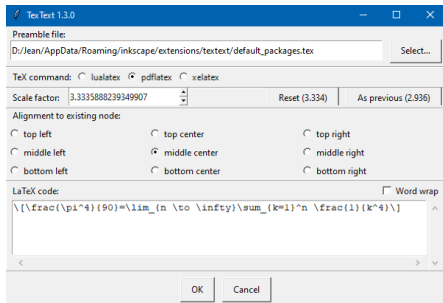 TexText 1.3.0
Preamble file:
D:/Jean/AppData/Roaming/inkscape/extensions/textext/default_packages.tex Select...
TeX command: lualatex pdflatex xelatex
Scale factor: 3.3335888239349907 Reset (3.334) As previous (2.936)
Alignment to existing node:
top left top center top right
middle left middle center middle right
bottom left bottom center bottom right
LaTeX code: Word wrap
\[\frac{\pi^4}{90}=\lim_{n \to \infty}\sum_{k=1}^n \frac{1}{k^4}\]
OK Cancel